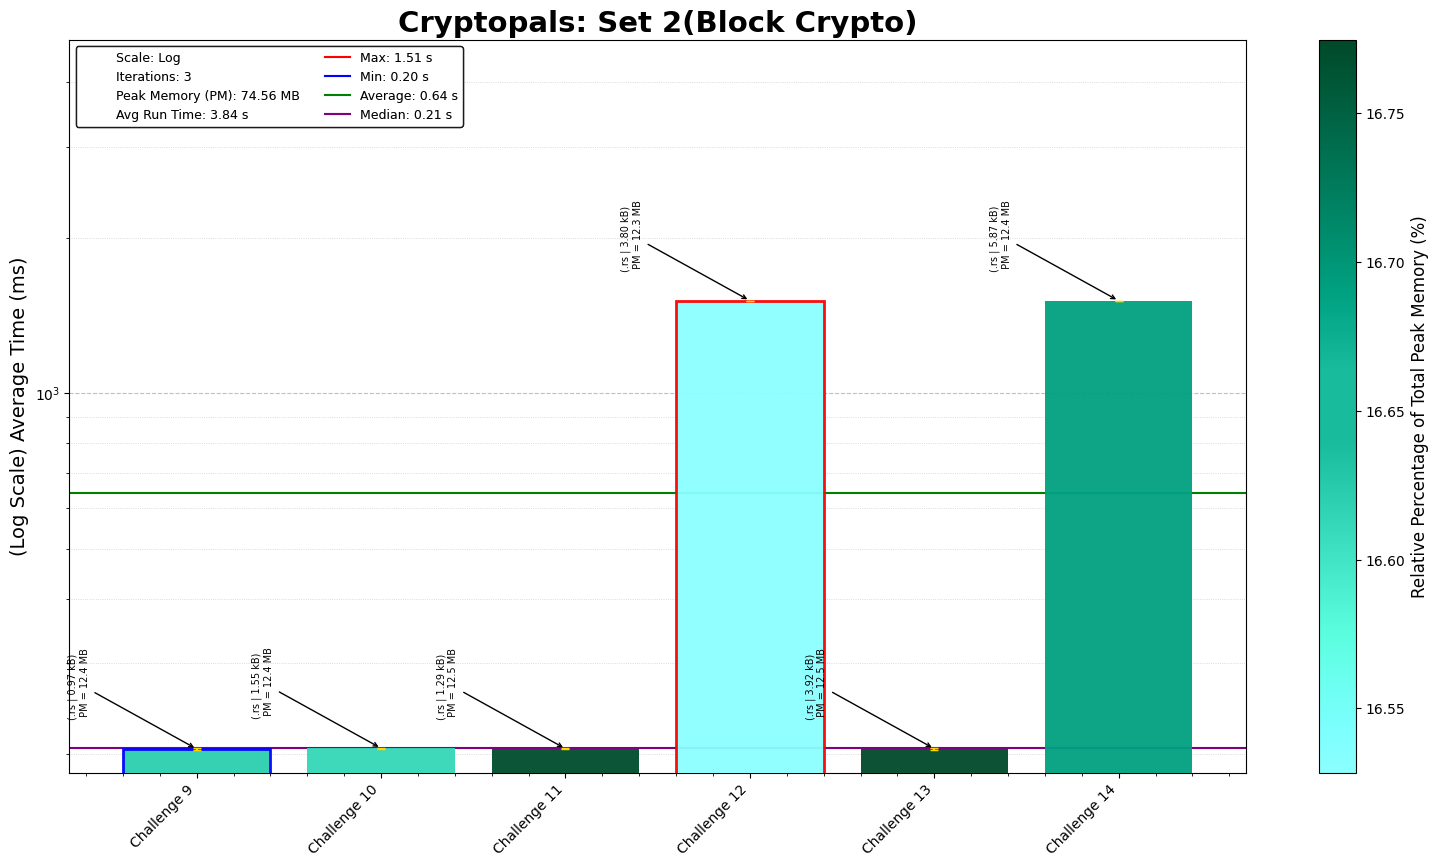 Cryptopals: Set 2(Block Crypto)
Scale: Log
Iterations: 3
Peak Memory (PM): 74.56 MB
Avg Run Time: 3.84 s
Max: 1.51 s
Min: 0.20 s
Average: 0.64 s
Median: 0.21 s
(Log Scale) Average Time (ms)
10³
(.rs | 0.97 kB)
PM = 12.4 MB
(.rs | 1.55 kB)
PM = 12.4 MB
(.rs | 1.29 kB)
PM = 12.5 MB
(.rs | 3.80 kB)
PM = 12.3 MB
(.rs | 3.92 kB)
PM = 12.5 MB
(.rs | 5.87 kB)
PM = 12.4 MB
Challenge 9
Challenge 10
Challenge 11
Challenge 12
Challenge 13
Challenge 14
16.75
16.70
16.65
16.60
16.55
Relative Percentage of Total Peak Memory (%)